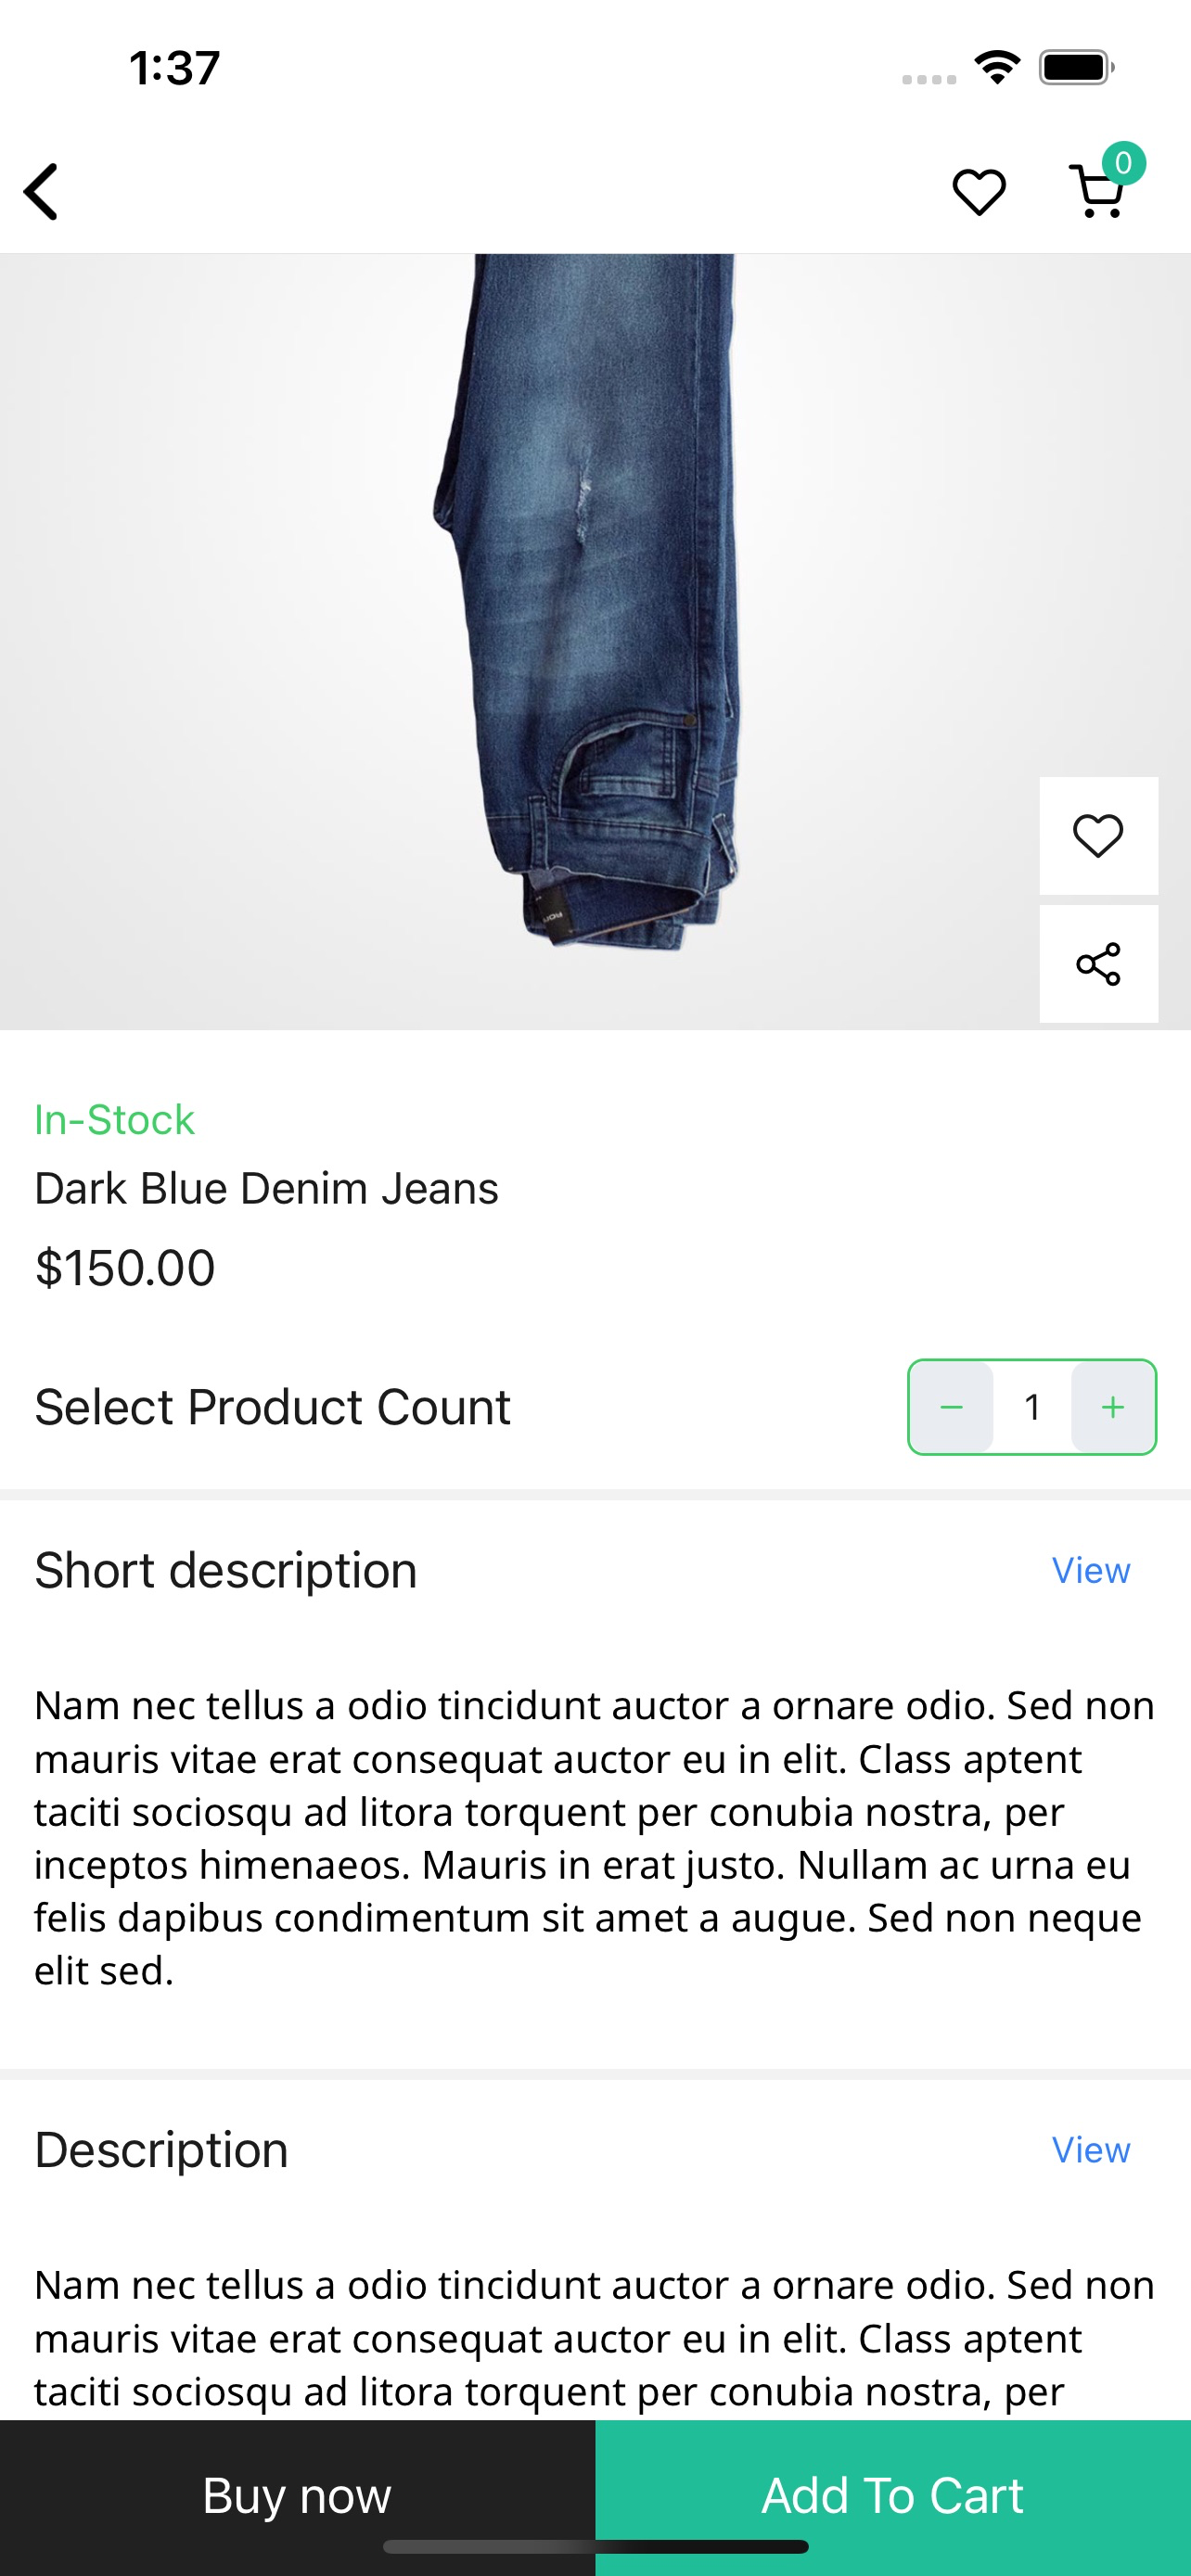 1:37
0
In-Stock
Dark Blue Denim Jeans
$150.00
Select Product Count
− 1 +
Short description View
Nam nec tellus a odio tincidunt auctor a ornare odio. Sed non
mauris vitae erat consequat auctor eu in elit. Class aptent
taciti sociosqu ad litora torquent per conubia nostra, per
inceptos himenaeos. Mauris in erat justo. Nullam ac urna eu
felis dapibus condimentum sit amet a augue. Sed non neque
elit sed.
Description View
Nam nec tellus a odio tincidunt auctor a ornare odio. Sed non
mauris vitae erat consequat auctor eu in elit. Class aptent
taciti sociosqu ad litora torquent per conubia nostra, per
Buy now Add To Cart